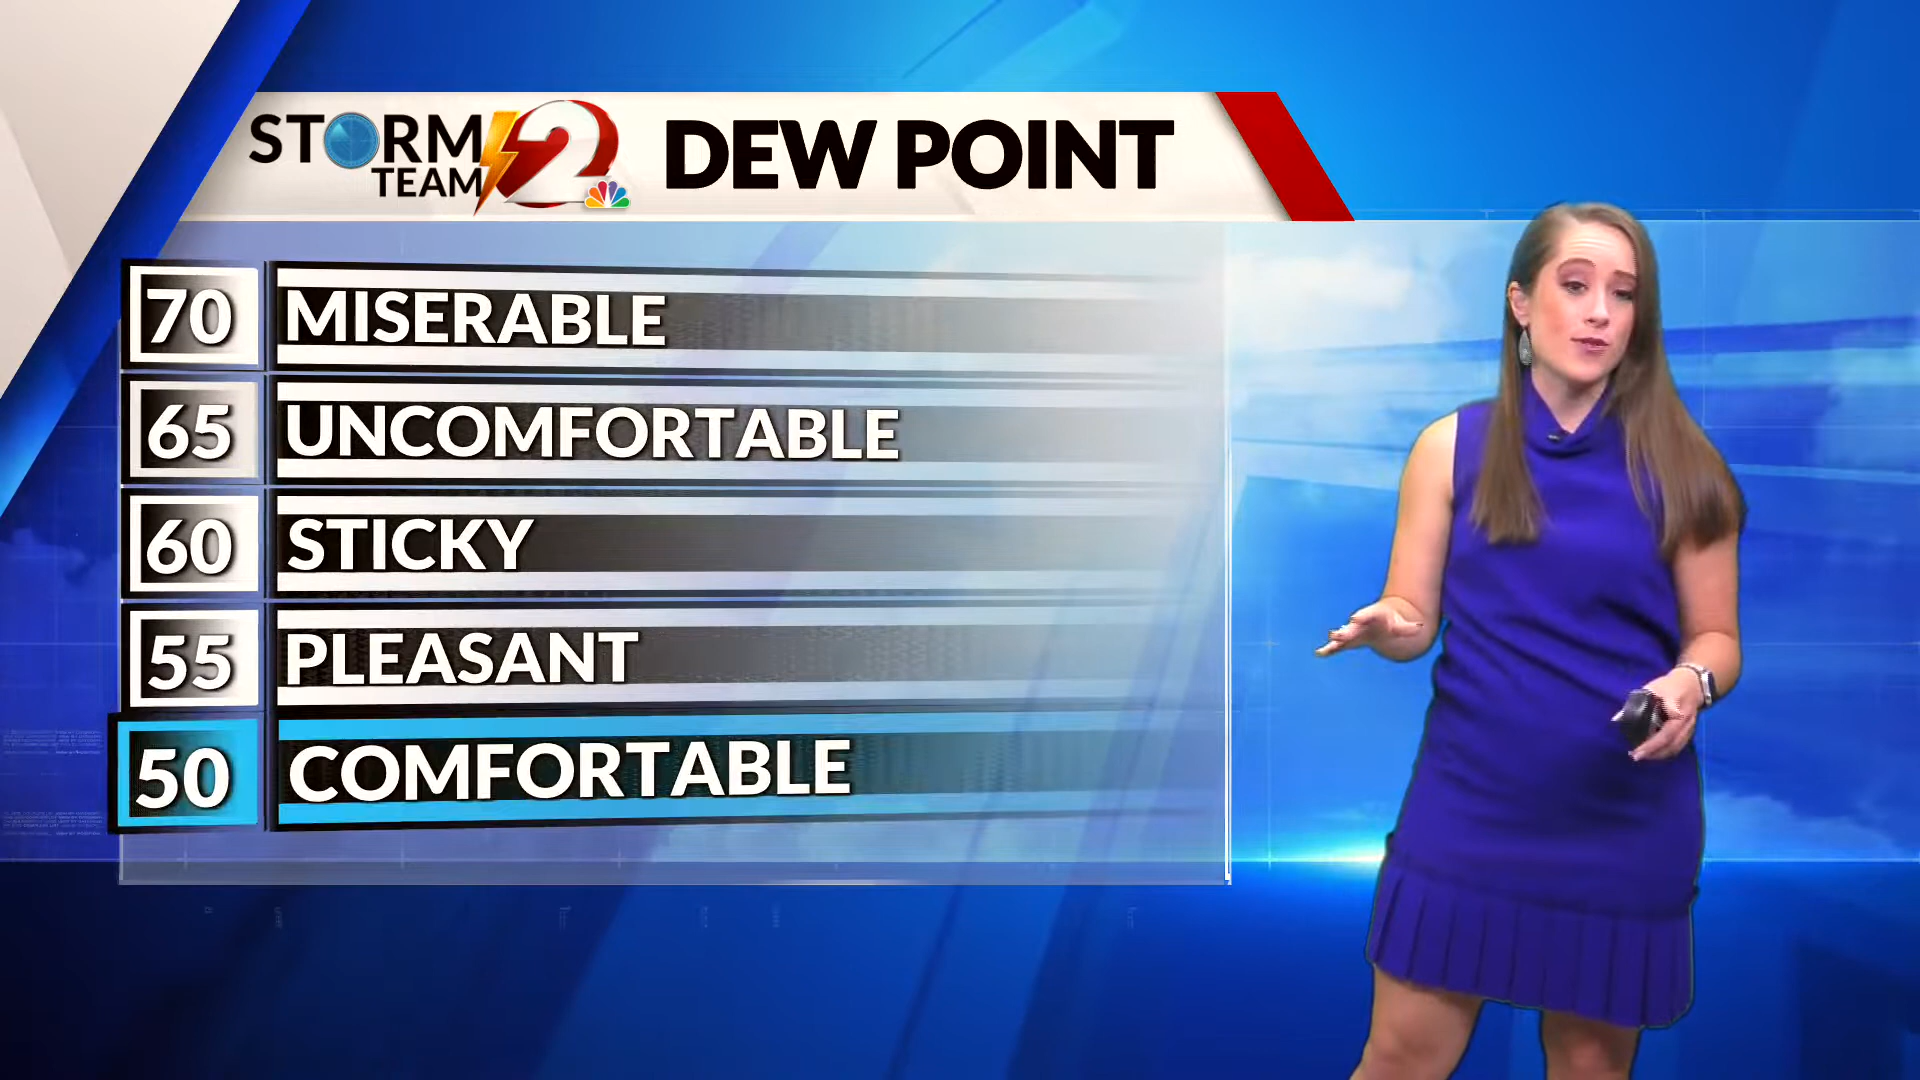 STORM
TEAM
2
DEW POINT
70 MISERABLE
65 UNCOMFORTABLE
60 STICKY
55 PLEASANT
50 COMFORTABLE